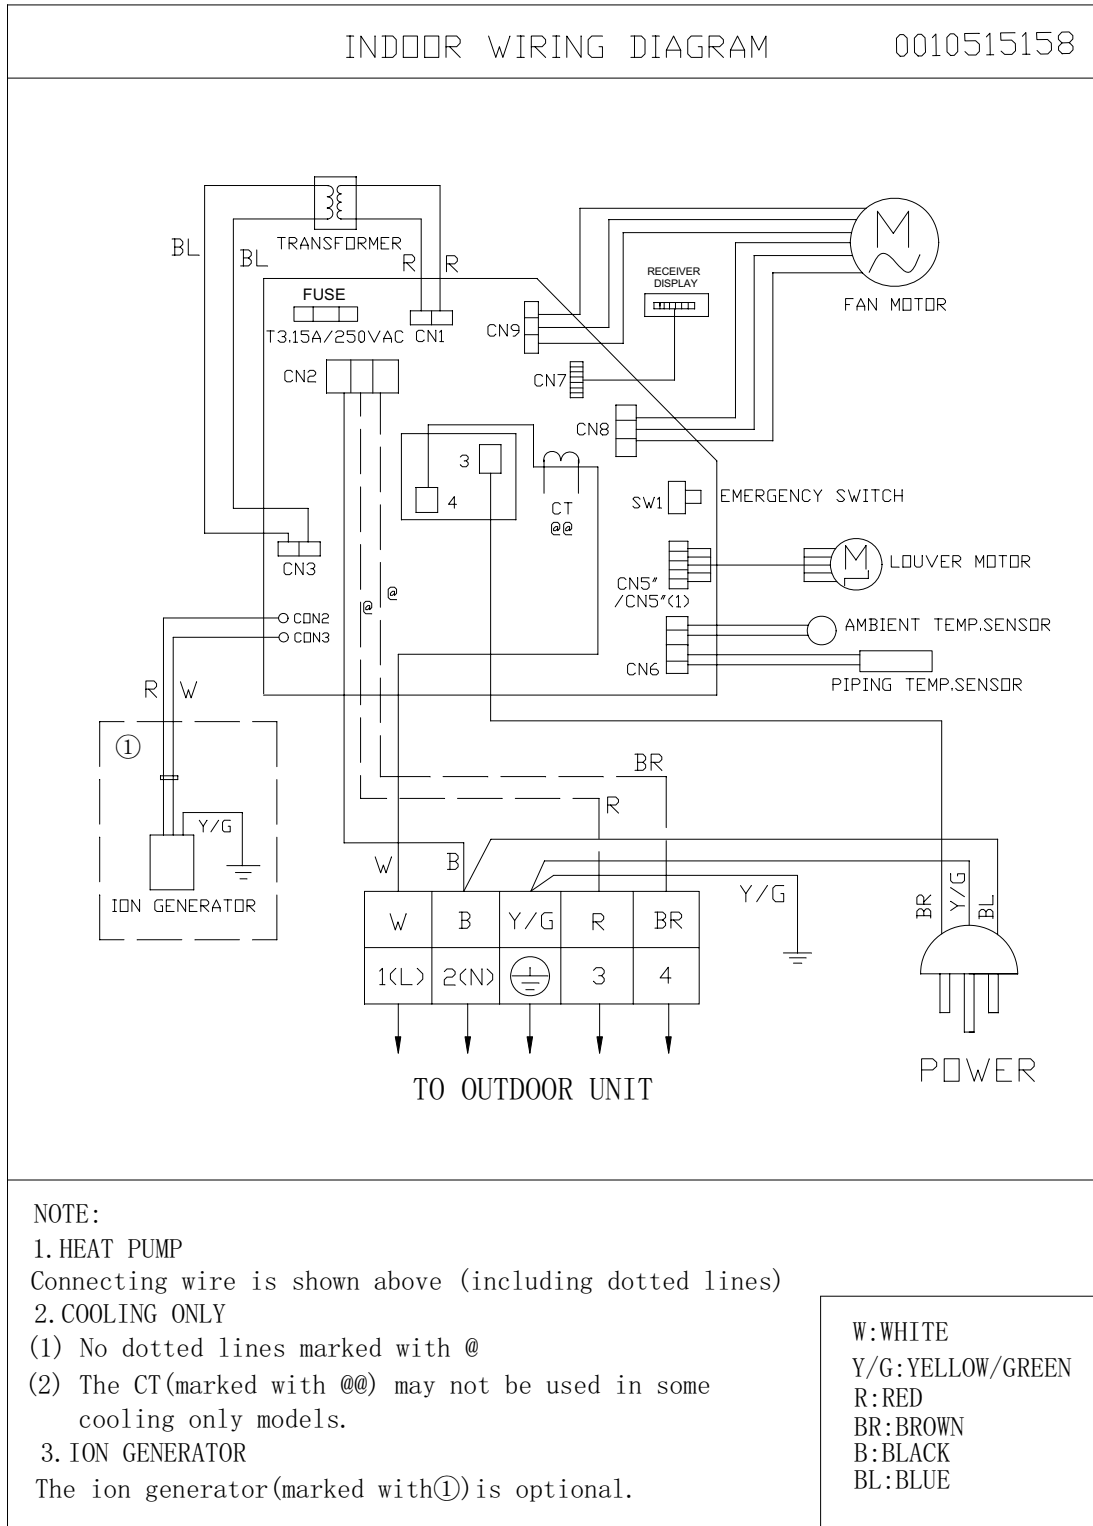 INDOOR WIRING DIAGRAM
0010515158
TRANSFORMER
BL
BL
R
R
FUSE
T3.15A/250VAC
CN1
RECEIVER
DISPLAY
FAN MOTOR
M
CN9
CN7
CN2
CN8
3
4
CT
@@
SW1
EMERGENCY SWITCH
CN3
M
LOUVER MOTOR
CN5"
/CN5"(1)
@
@
CON2
CON3
AMBIENT TEMP.SENSOR
CN6
PIPING TEMP.SENSOR
R
W
①
BR
R
Y/G
W
B
Y/G
BR
Y/G
BL
ION GENERATOR
W B Y/G R BR
1(L) 2(N) 3 4
TO OUTDOOR UNIT
POWER
NOTE:
1.HEAT PUMP
Connecting wire is shown above (including dotted lines)
2.COOLING ONLY
(1) No dotted lines marked with @
(2) The CT(marked with @@) may not be used in some
cooling only models.
3.ION GENERATOR
The ion generator(marked with①)is optional.
W:WHITE
Y/G:YELLOW/GREEN
R:RED
BR:BROWN
B:BLACK
BL:BLUE